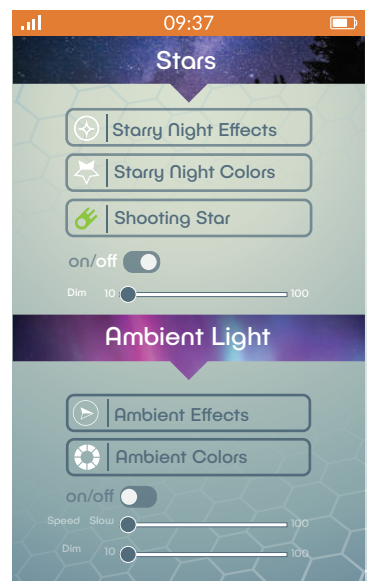 09:37
Stars
Starry Night Effects
Starry Night Colors
Shooting Star
on/off
Dim 10 100
Ambient Light
Ambient Effects
Ambient Colors
on/off
Speed Slow 100
Dim 10 100